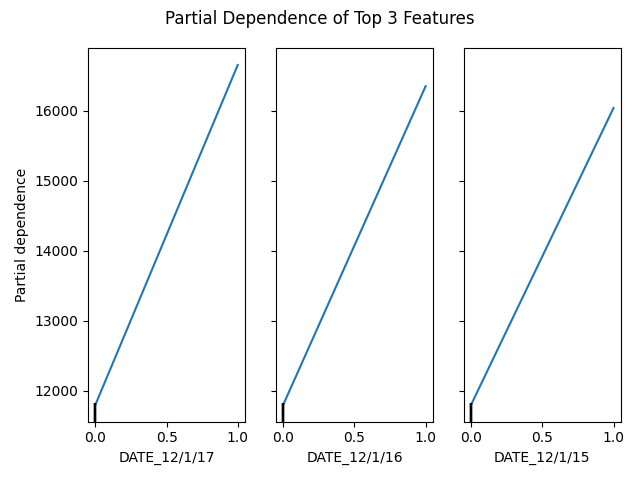 Partial Dependence of Top 3 Features
Partial dependence
16000
15000
14000
13000
12000
0.0 0.5 1.0
DATE_12/1/17
0.0 0.5 1.0
DATE_12/1/16
0.0 0.5 1.0
DATE_12/1/15